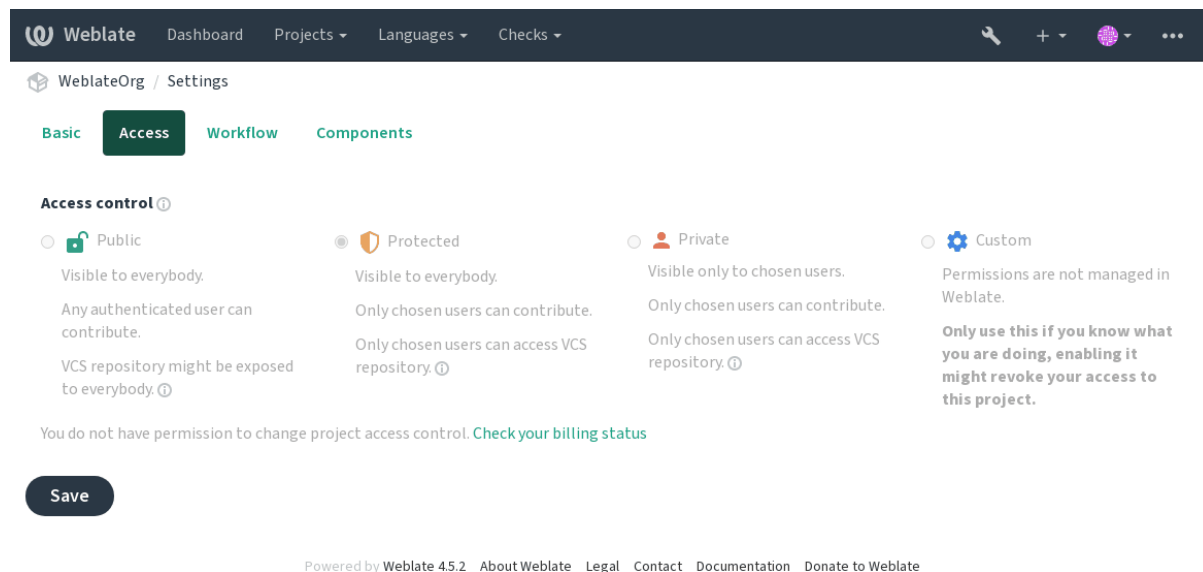 Weblate Dashboard Projects Languages Checks
WeblateOrg / Settings
Basic Access Workflow Components
Access control
Public
Visible to everybody.
Any authenticated user can
contribute.
VCS repository might be exposed
to everybody.
Protected
Visible to everybody.
Only chosen users can contribute.
Only chosen users can access VCS
repository.
Private
Visible only to chosen users.
Only chosen users can contribute.
Only chosen users can access VCS
repository.
Custom
Permissions are not managed in
Weblate.
Only use this if you know what
you are doing, enabling it
might revoke your access to
this project.
You do not have permission to change project access control. Check your billing status
Save
Powered by Weblate 4.5.2 About Weblate Legal Contact Documentation Donate to Weblate